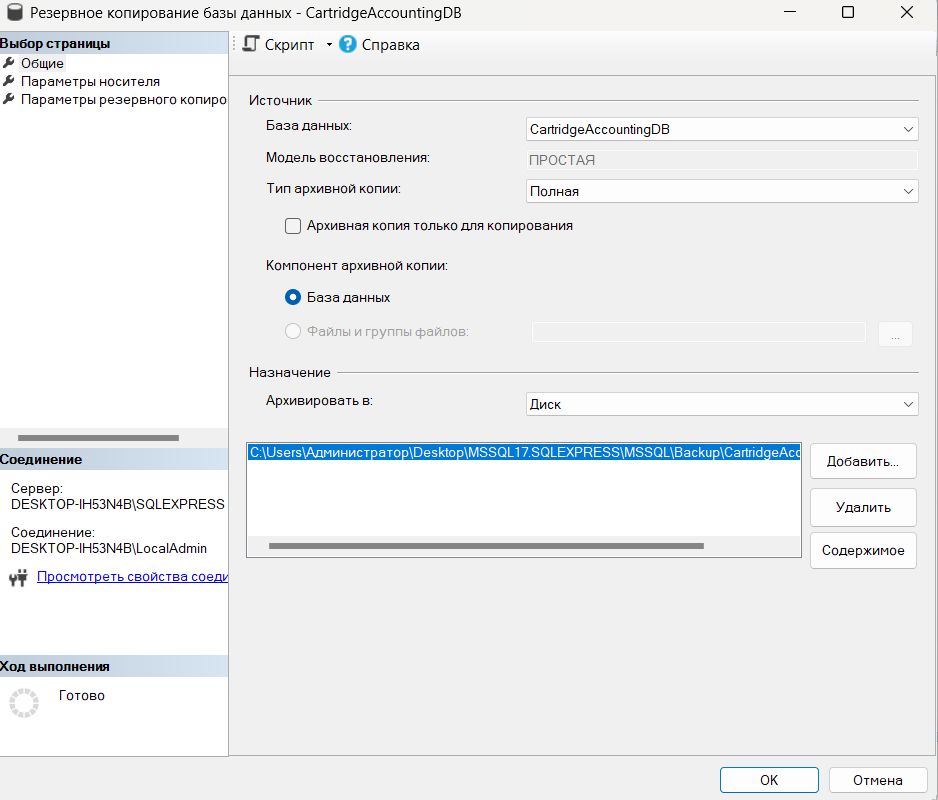 Резервное копирование базы данных - CartridgeAccountingDB
Выбор страницы
Общие
Параметры носителя
Параметры резервного копиро
Скрипт
Справка
Источник
База данных:
CartridgeAccountingDB
Модель восстановления:
ПРОСТАЯ
Тип архивной копии:
Полная
Архивная копия только для копирования
Компонент архивной копии:
База данных
Файлы и группы файлов:
...
Назначение
Архивировать в:
Диск
C:\Users\Администратор\Desktop\MSSQL17.SQLEXPRESS\MSSQL\Backup\CartridgeAcc
Добавить...
Удалить
Содержимое
Соединение
Сервер:
DESKTOP-IH53N4B\SQLEXPRESS
Соединение:
DESKTOP-IH53N4B\LocalAdmin
Просмотреть свойства соеди
Ход выполнения
Готово
OK
Отмена